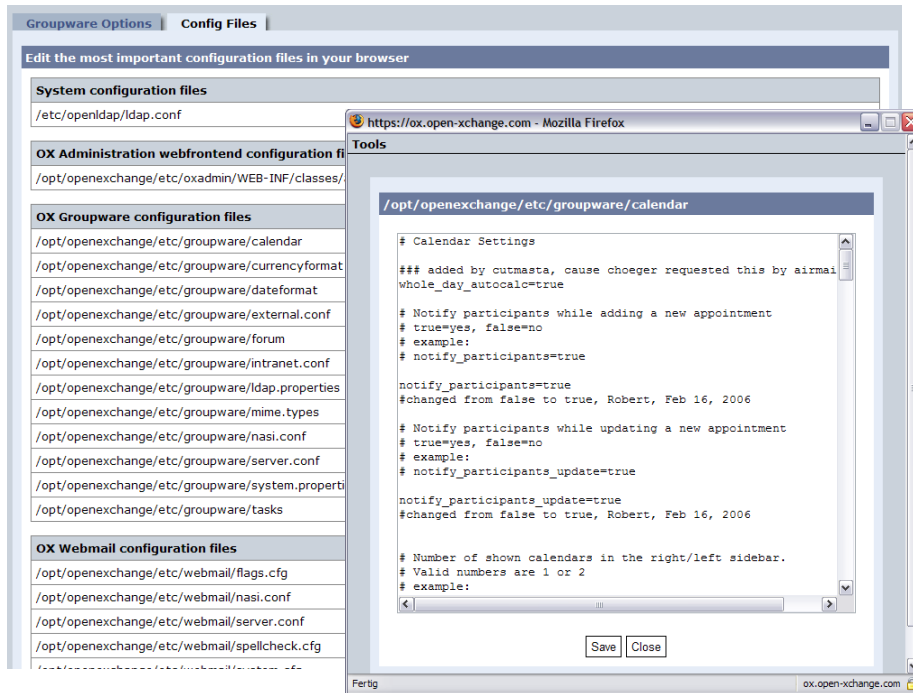 Groupware Options | Config Files |
Edit the most important configuration files in your browser
System configuration files
/etc/openldap/ldap.conf
OX Administration webfrontend configuration fi
/opt/openexchange/etc/oxadmin/WEB-INF/classes/
OX Groupware configuration files
/opt/openexchange/etc/groupware/calendar
/opt/openexchange/etc/groupware/currencyformat
/opt/openexchange/etc/groupware/dateformat
/opt/openexchange/etc/groupware/external.conf
/opt/openexchange/etc/groupware/forum
/opt/openexchange/etc/groupware/intranet.conf
/opt/openexchange/etc/groupware/ldap.properties
/opt/openexchange/etc/groupware/mime.types
/opt/openexchange/etc/groupware/nasi.conf
/opt/openexchange/etc/groupware/server.conf
/opt/openexchange/etc/groupware/system.properti
/opt/openexchange/etc/groupware/tasks
OX Webmail configuration files
/opt/openexchange/etc/webmail/flags.cfg
/opt/openexchange/etc/webmail/nasi.conf
/opt/openexchange/etc/webmail/server.conf
/opt/openexchange/etc/webmail/spellcheck.cfg
https://ox.open-xchange.com - Mozilla Firefox
Tools
/opt/openexchange/etc/groupware/calendar
# Calendar Settings
### added by cutmasta, cause choeger requested this by airmai
whole_day_autocalc=true
# Notify participants while adding a new appointment
# true=yes, false=no
# example:
# notify_participants=true
notify_participants=true
#changed from false to true, Robert, Feb 16, 2006
# Notify participants while updating a new appointment
# true=yes, false=no
# example:
# notify_participants_update=true
notify_participants_update=true
#changed from false to true, Robert, Feb 16, 2006
# Number of shown calendars in the right/left sidebar.
# Valid numbers are 1 or 2
# example:
Save Close
Fertig
ox.open-xchange.com